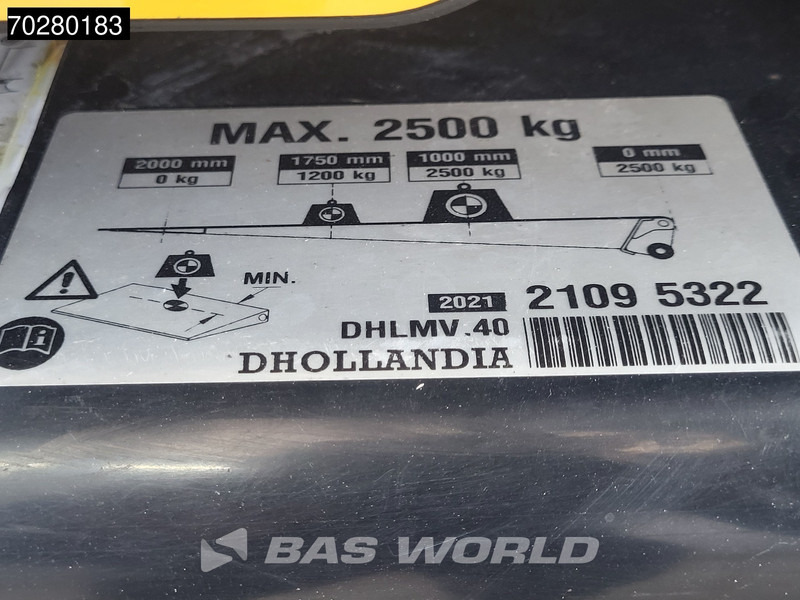 70280183
MAX. 2500 kg
2000 mm 1750 mm 1000 mm 0 mm
0 kg 1200 kg 2500 kg 2500 kg
MIN.
2021 2109 5322
DHLMV.40
DHOLLANDIA
BAS WORLD